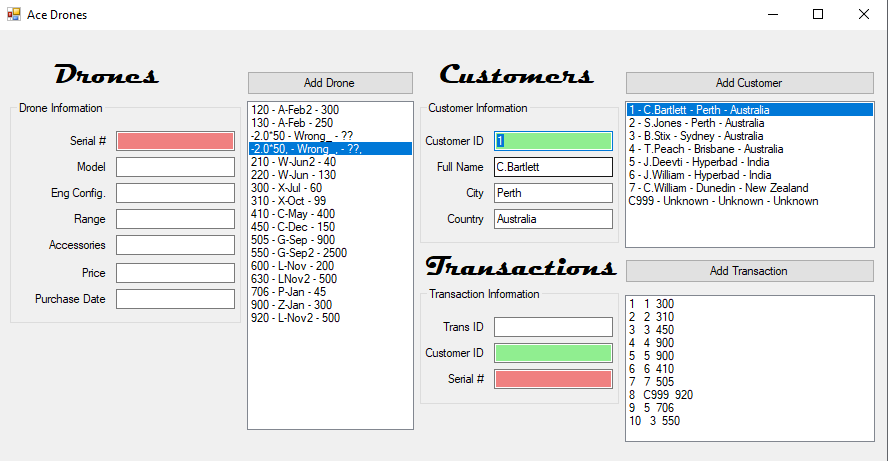 Ace Drones
Drones
Add Drone
Drone Information
Serial #
Model
Eng Config.
Range
Accessories
Price
Purchase Date
120 - A-Feb2 - 300
130 - A-Feb - 250
-2.0*50 - Wrong_ - ??
-2.0*50, - Wrong_, - ??,
210 - W-Jun2 - 40
220 - W-Jun - 130
300 - X-Jul - 60
310 - X-Oct - 99
410 - C-May - 400
450 - C-Dec - 150
505 - G-Sep - 900
550 - G-Sep2 - 2500
600 - L-Nov - 200
630 - LNov2 - 500
706 - P-Jan - 45
900 - Z-Jan - 300
920 - L-Nov2 - 500
Customers
Add Customer
Customer Information
Customer ID 1
Full Name C.Bartlett
City Perth
Country Australia
1 - C.Bartlett - Perth - Australia
2 - S.Jones - Perth - Australia
3 - B.Stix - Sydney - Australia
4 - T.Peach - Brisbane - Australia
5 - J.Deevti - Hyperbad - India
6 - J.William - Hyperbad - India
7 - C.William - Dunedin - New Zealand
C999 - Unknown - Unknown - Unknown
Transactions
Add Transaction
Transaction Information
Trans ID
Customer ID
Serial #
1 1 300
2 2 310
3 3 450
4 4 900
5 5 900
6 6 410
7 7 505
8 C999 920
9 5 706
10 3 550